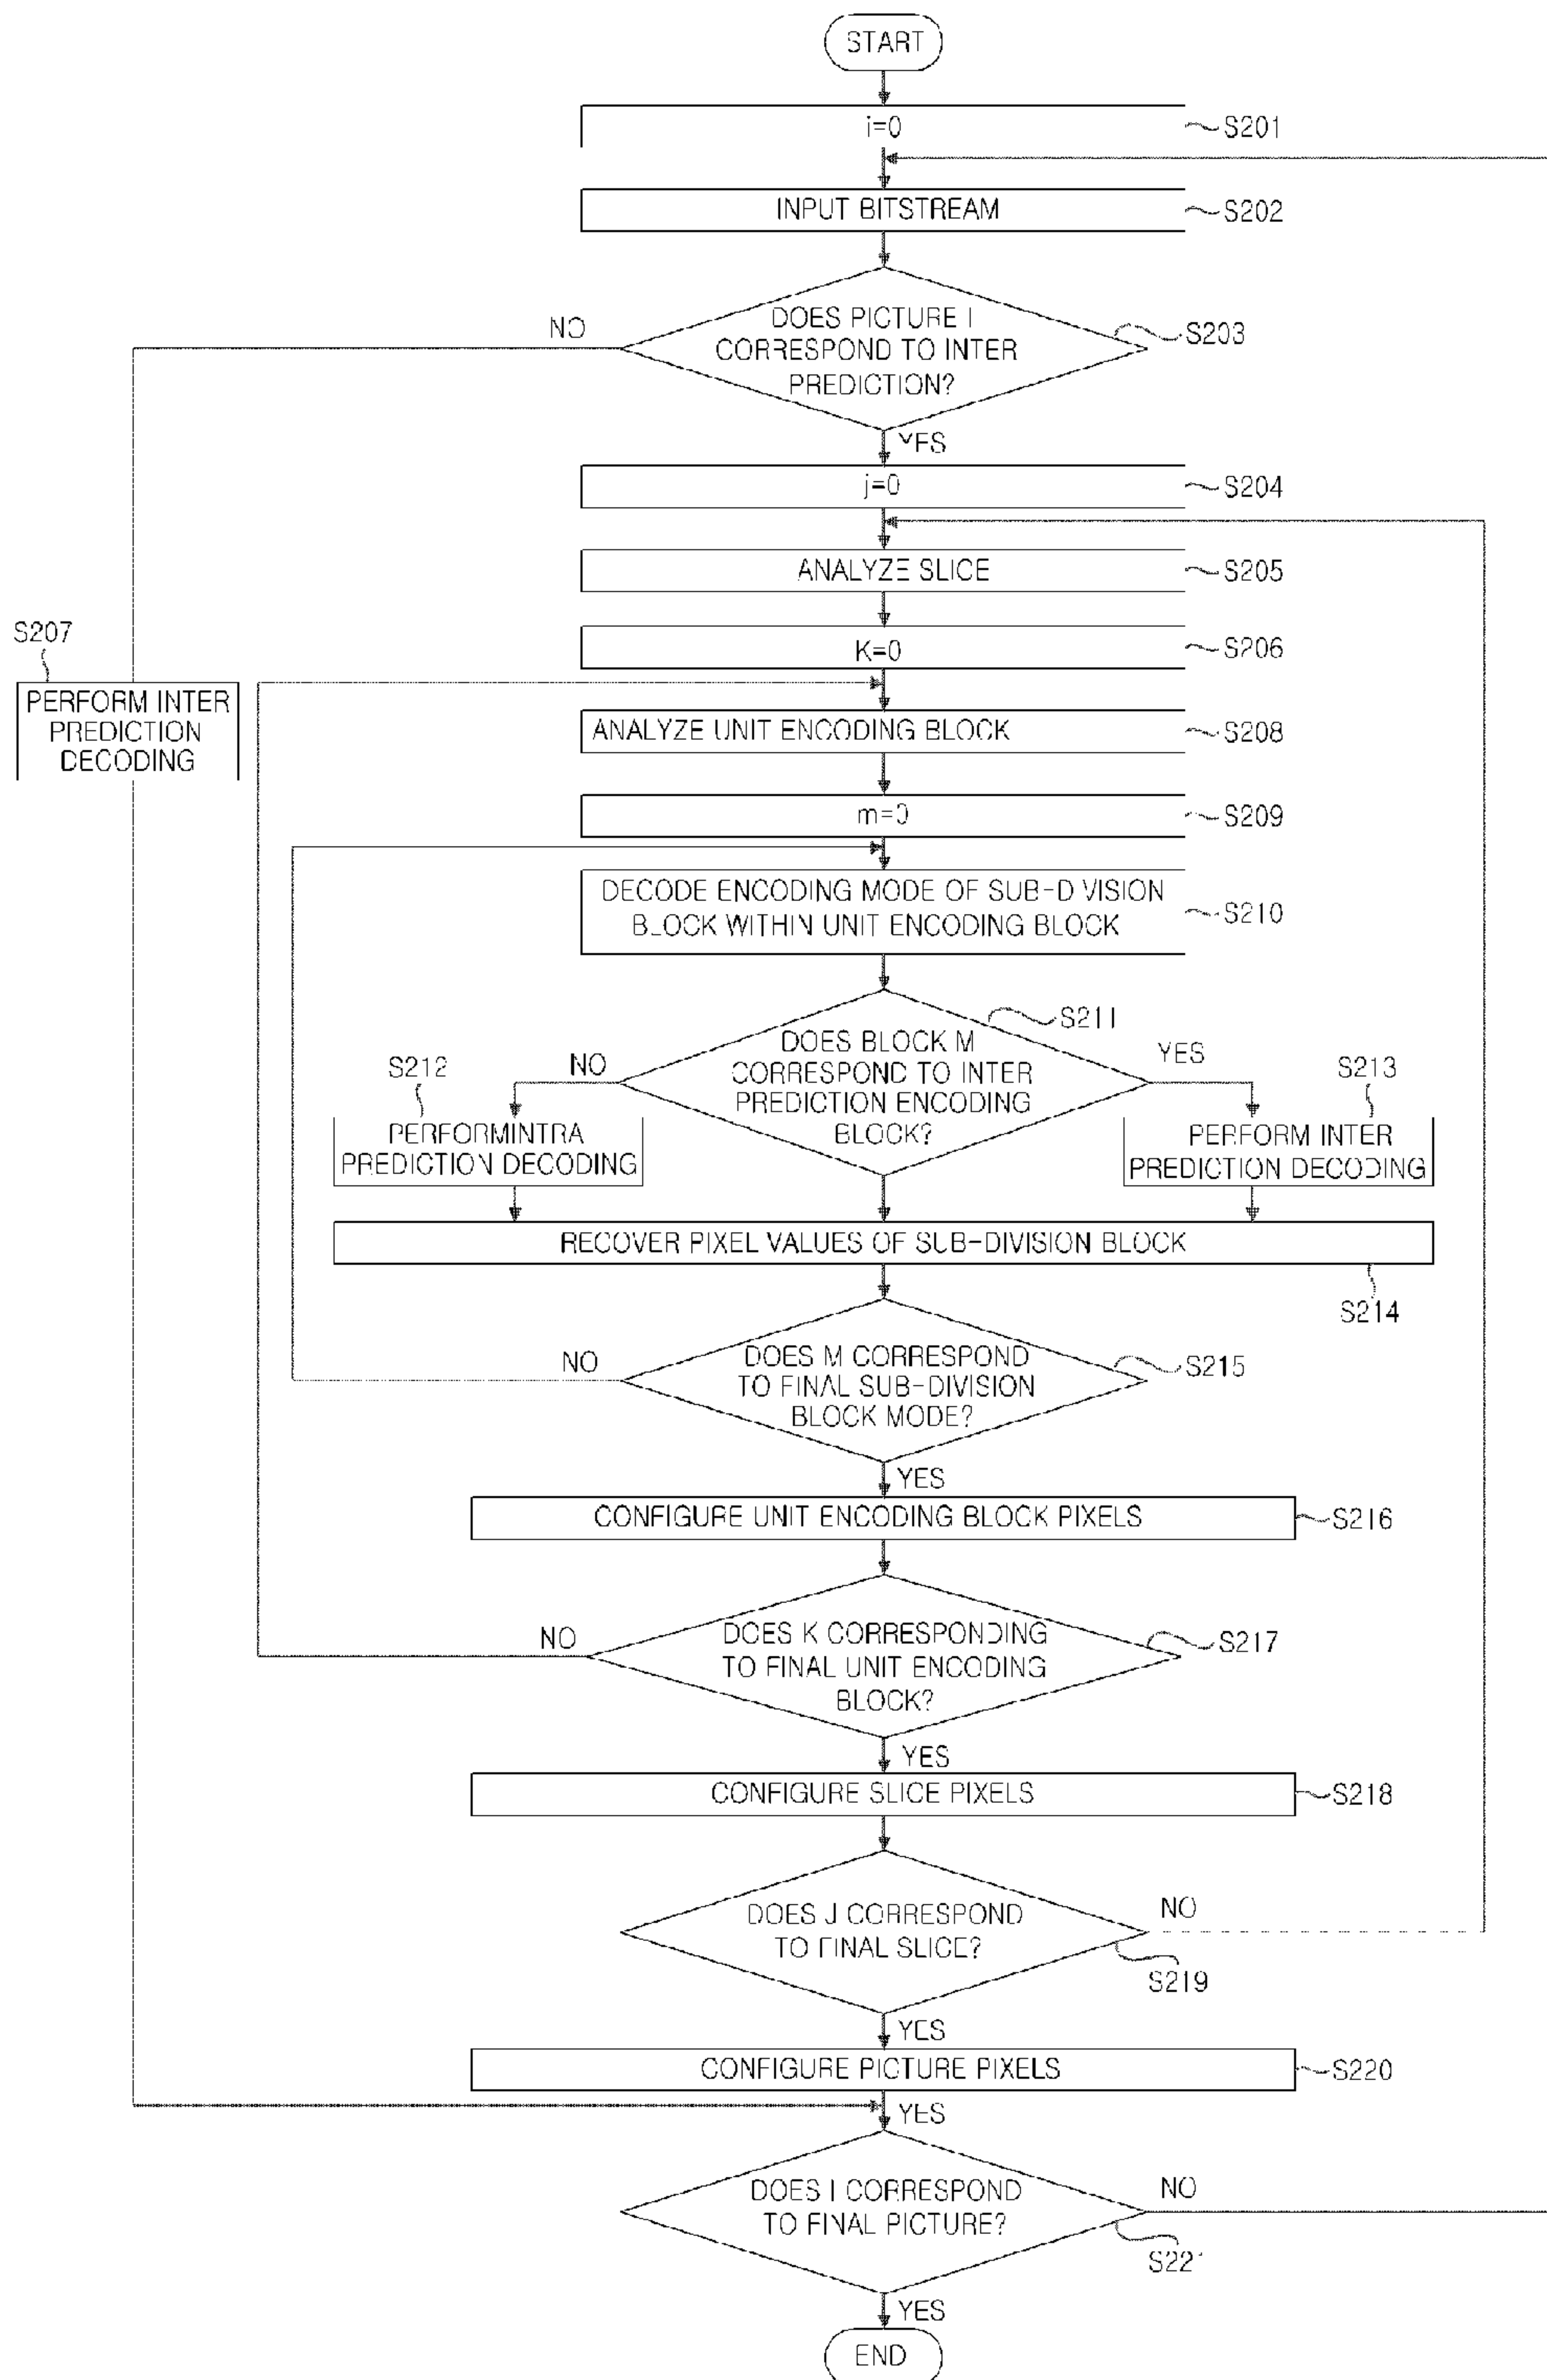 START
i=0
S201
INPUT BITSTREAM
S202
DOES PICTURE I
CORRESPOND TO INTER
PREDICTION?
S203
NO
YES
j=0
S204
ANALYZE SLICE
S205
K=0
S206
S207
PERFORM INTER
PREDICTION
DECODING
ANALYZE UNIT ENCODING BLOCK
S208
m=0
S209
DECODE ENCODING MODE OF SUB-DIVISION
BLOCK WITHIN UNIT ENCODING BLOCK
S210
DOES BLOCK M
CORRESPOND TO INTER
PREDICTION ENCODING
BLOCK?
S211
NO
YES
S212
PERFORMINTRA
PREDICTION DECODING
S213
PERFORM INTER
PREDICTION DECODING
RECOVER PIXEL VALUES OF SUB-DIVISION BLOCK
S214
DOES M CORRESPOND
TO FINAL SUB-DIVISION
BLOCK MODE?
S215
NO
YES
CONFIGURE UNIT ENCODING BLOCK PIXELS
S216
DOES K CORRESPONDING
TO FINAL UNIT ENCODING
BLOCK?
S217
NO
YES
CONFIGURE SLICE PIXELS
S218
DOES J CORRESPOND
TO FINAL SLICE?
NO
S219
YES
CONFIGURE PICTURE PIXELS
S220
YES
DOES I CORRESPOND
TO FINAL PICTURE?
NO
S221
YES
END